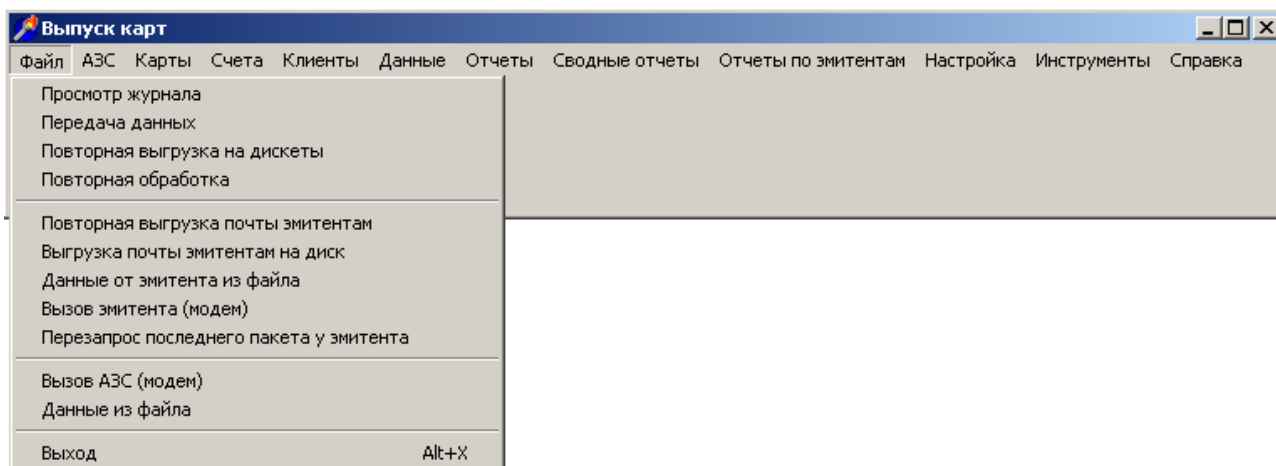 Выпуск карт
Файл АЗС Карты Счета Клиенты Данные Отчеты Сводные отчеты Отчеты по эмитентам Настройка Инструменты Справка
Просмотр журнала
Передача данных
Повторная выгрузка на дискеты
Повторная обработка
Повторная выгрузка почты эмитентам
Выгрузка почты эмитентам на диск
Данные от эмитента из файла
Вызов эмитента (модем)
Перезапрос последнего пакета у эмитента
Вызов АЗС (модем)
Данные из файла
Выход Alt+X